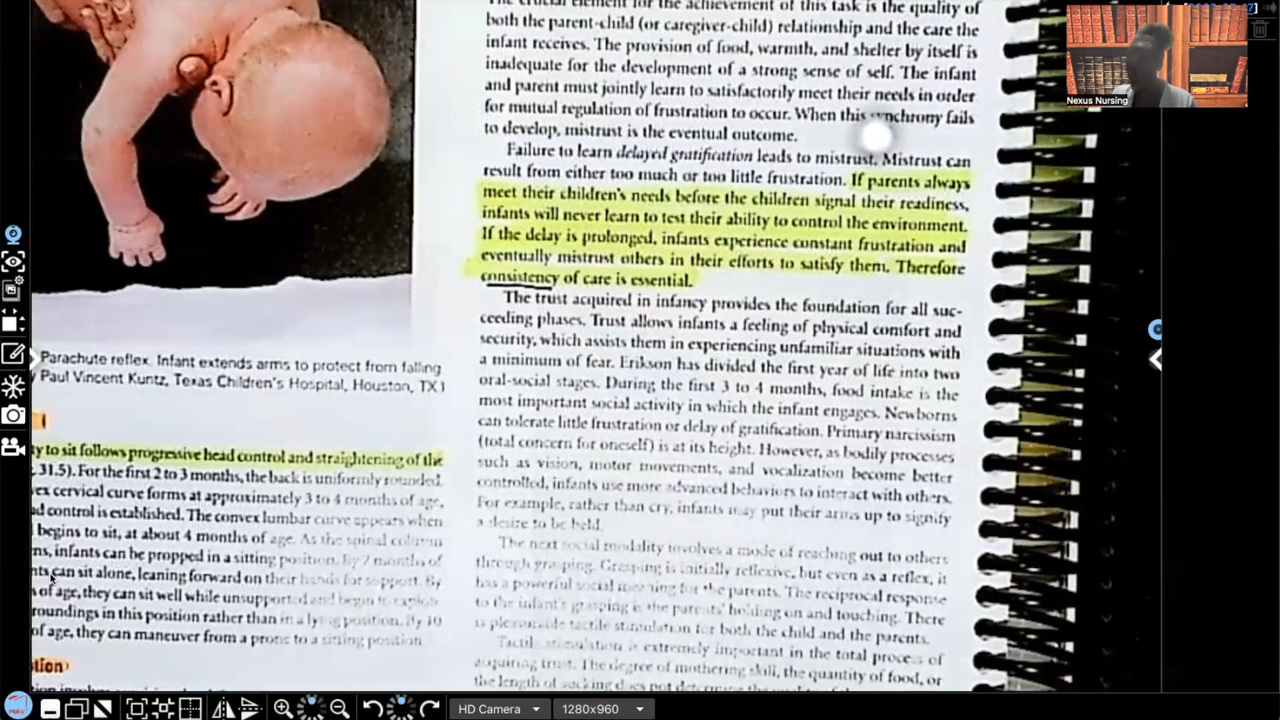 Parachute reflex. Infant extends arms to protect from falling
Paul Vincent Kuntz, Texas Children's Hospital, Houston, TX
ty to sit follows progressive head control and straightening of the
31.5). For the first 2 to 3 months, the back is uniformly rounded.
ex cervical curve forms at approximately 3 to 4 months of age,
ad control is established. The convex lumbar curve appears when
begins to sit, at about 4 months of age. As the spinal column
ns, infants can be propped in a sitting position. By 7 months of
nts can sit alone, leaning forward on their hands for support. By
s of age, they can sit well while unsupported and begin to explore
roundings in this position rather than in a lying position. By 10
of age, they can maneuver from a prone to a sitting position
The crucial element for the achievement of this task is the quality of
both the parent-child (or caregiver-child) relationship and the care the
infant receives. The provision of food, warmth, and shelter by itself is
inadequate for the development of a strong sense of self. The infant
and parent must jointly learn to satisfactorily meet their needs in order
for mutual regulation of frustration to occur. When this synchrony fails
to develop, mistrust is the eventual outcome.
Failure to learn delayed gratification leads to mistrust. Mistrust can
result from either too much or too little frustration. If parents always
meet their children's needs before the children signal their readiness,
infants will never learn to test their ability to control the environment.
If the delay is prolonged, infants experience constant frustration and
eventually mistrust others in their efforts to satisfy them. Therefore
consistency of care is essential.
The trust acquired in infancy provides the foundation for all suc-
ceeding phases. Trust allows infants a feeling of physical comfort and
security, which assists them in experiencing unfamiliar situations with
a minimum of fear. Erikson has divided the first year of life into two
oral-social stages. During the first 3 to 4 months, food intake is the
most important social activity in which the infant engages. Newborns
can tolerate little frustration or delay of gratification. Primary narcissism
(total concern for oneself) is at its height. However, as bodily processes
such as vision, motor movements, and vocalization become better
controlled, infants use more advanced behaviors to interact with others.
For example, rather than cry, infants may put their arms up to signify
a desire to be held.
The next social modality involves a mode of reaching out to others
through grasping. Grasping is initially reflexive, but even as a reflex, it
has a powerful social meaning for the parents. The reciprocal response
to the infant's grasping is the parents' holding on and touching. There
is pleasurable tactile stimulation for both the child and the parents.
Tactile stimulation is extremely important in the total process of
acquiring trust. The degree of mothering skill, the quantity of food, or
the length of sucking does not determine the
Nexus Nursing
HD Camera
1280x960